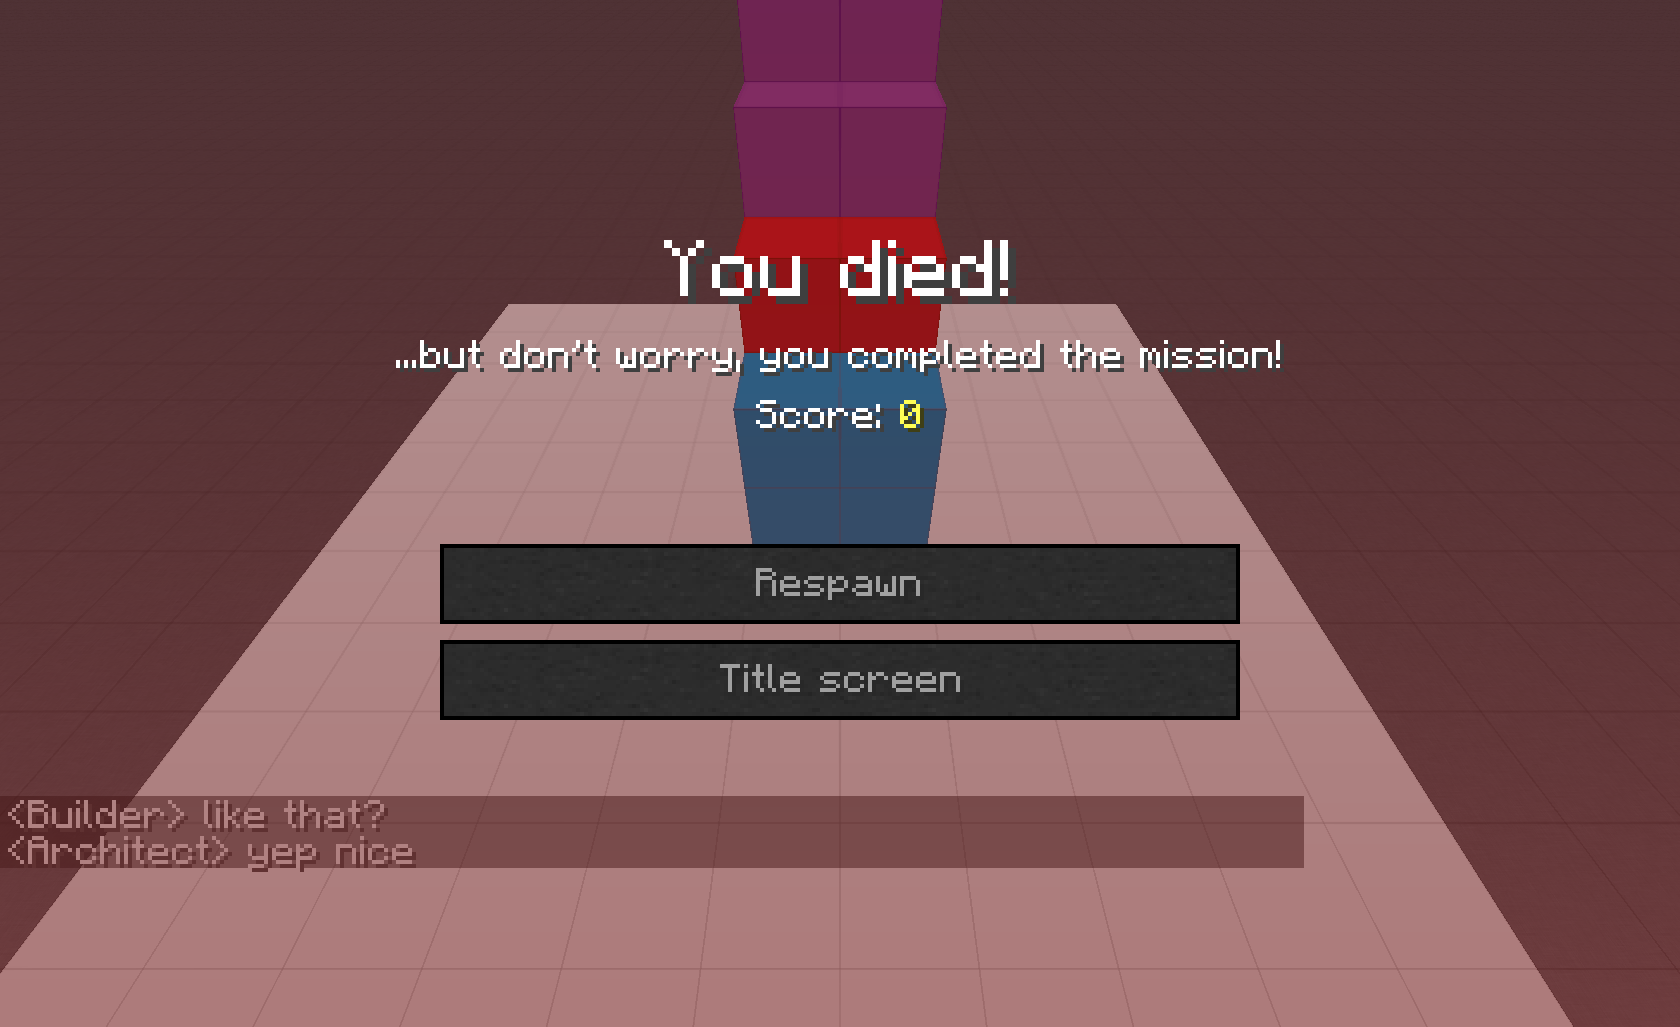 You died!
...but don't worry, you completed the mission!
Score: 0
Respawn
Title screen
<Builder> like that?
<Architect> yep nice